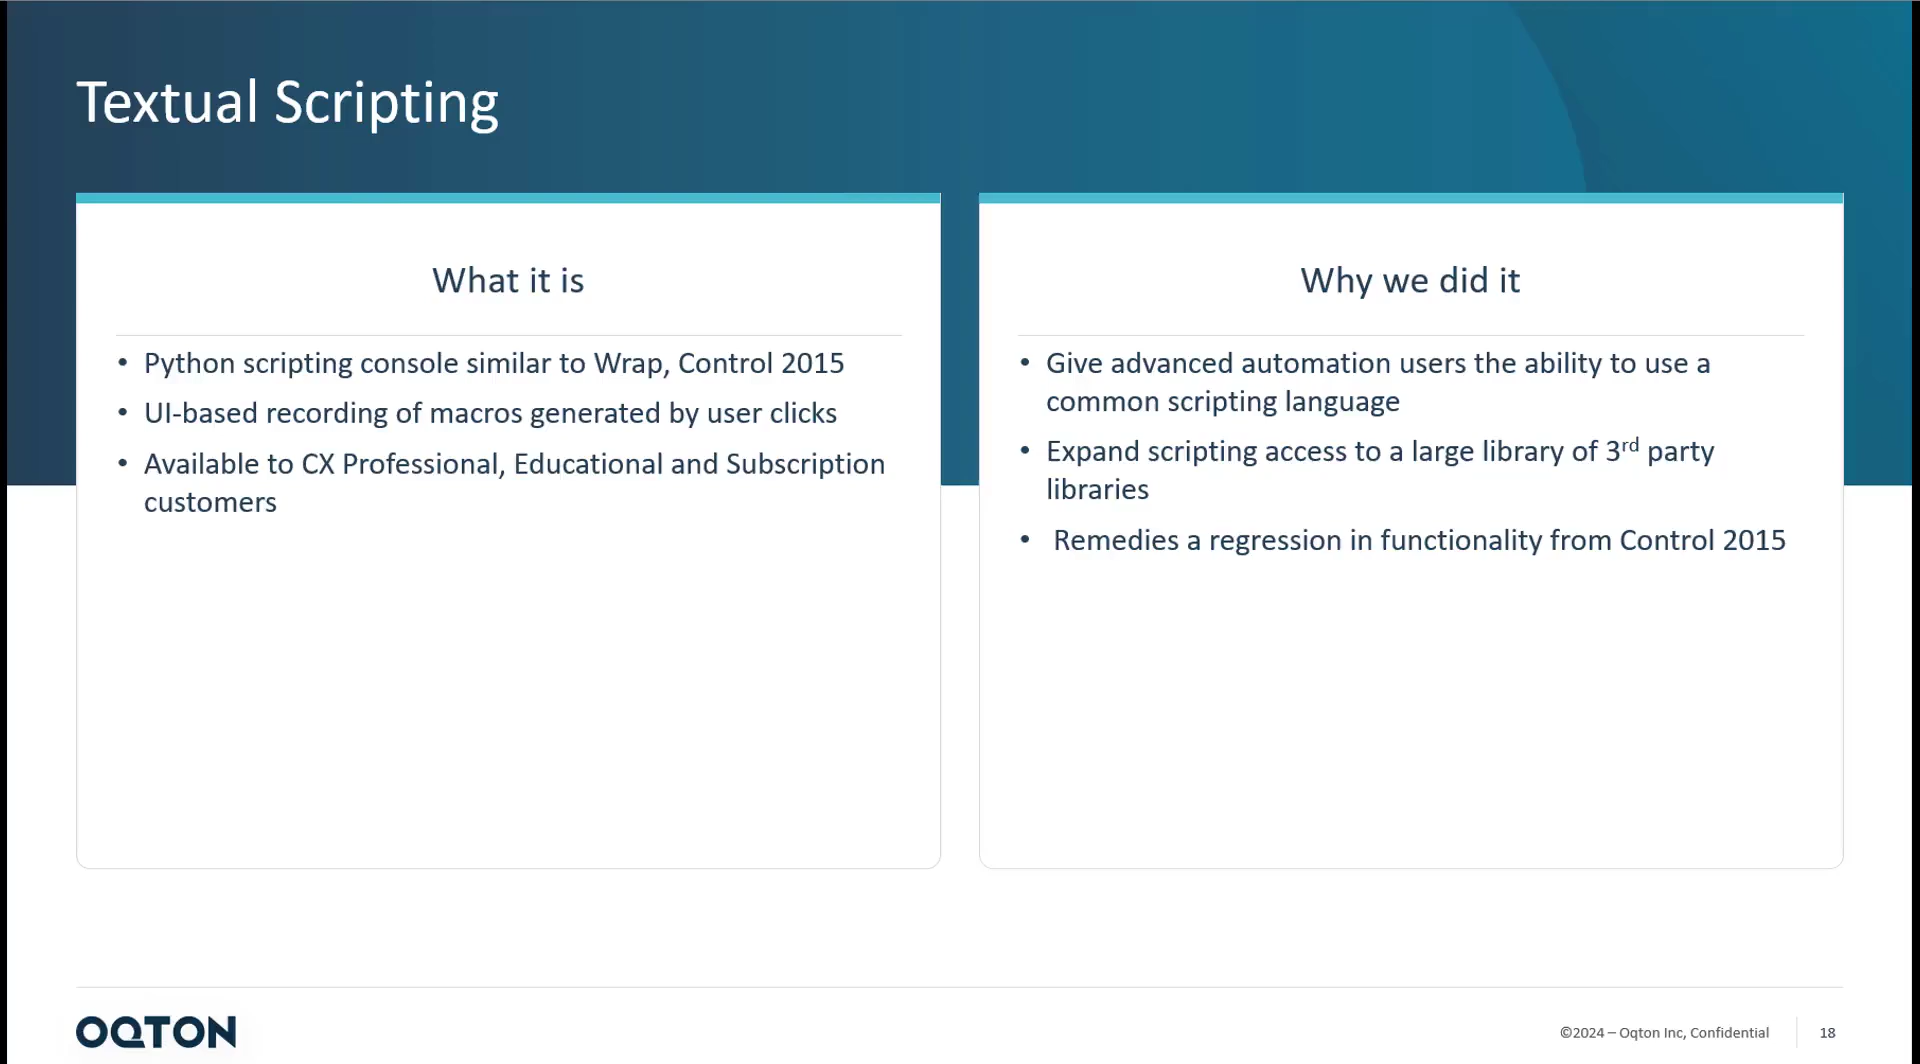 Textual Scripting
What it is
• Python scripting console similar to Wrap, Control 2015
• UI-based recording of macros generated by user clicks
• Available to CX Professional, Educational and Subscription
customers
Why we did it
• Give advanced automation users the ability to use a
common scripting language
• Expand scripting access to a large library of 3rd party
libraries
• Remedies a regression in functionality from Control 2015
OQTON
©2024 – Oqton Inc, Confidential
18